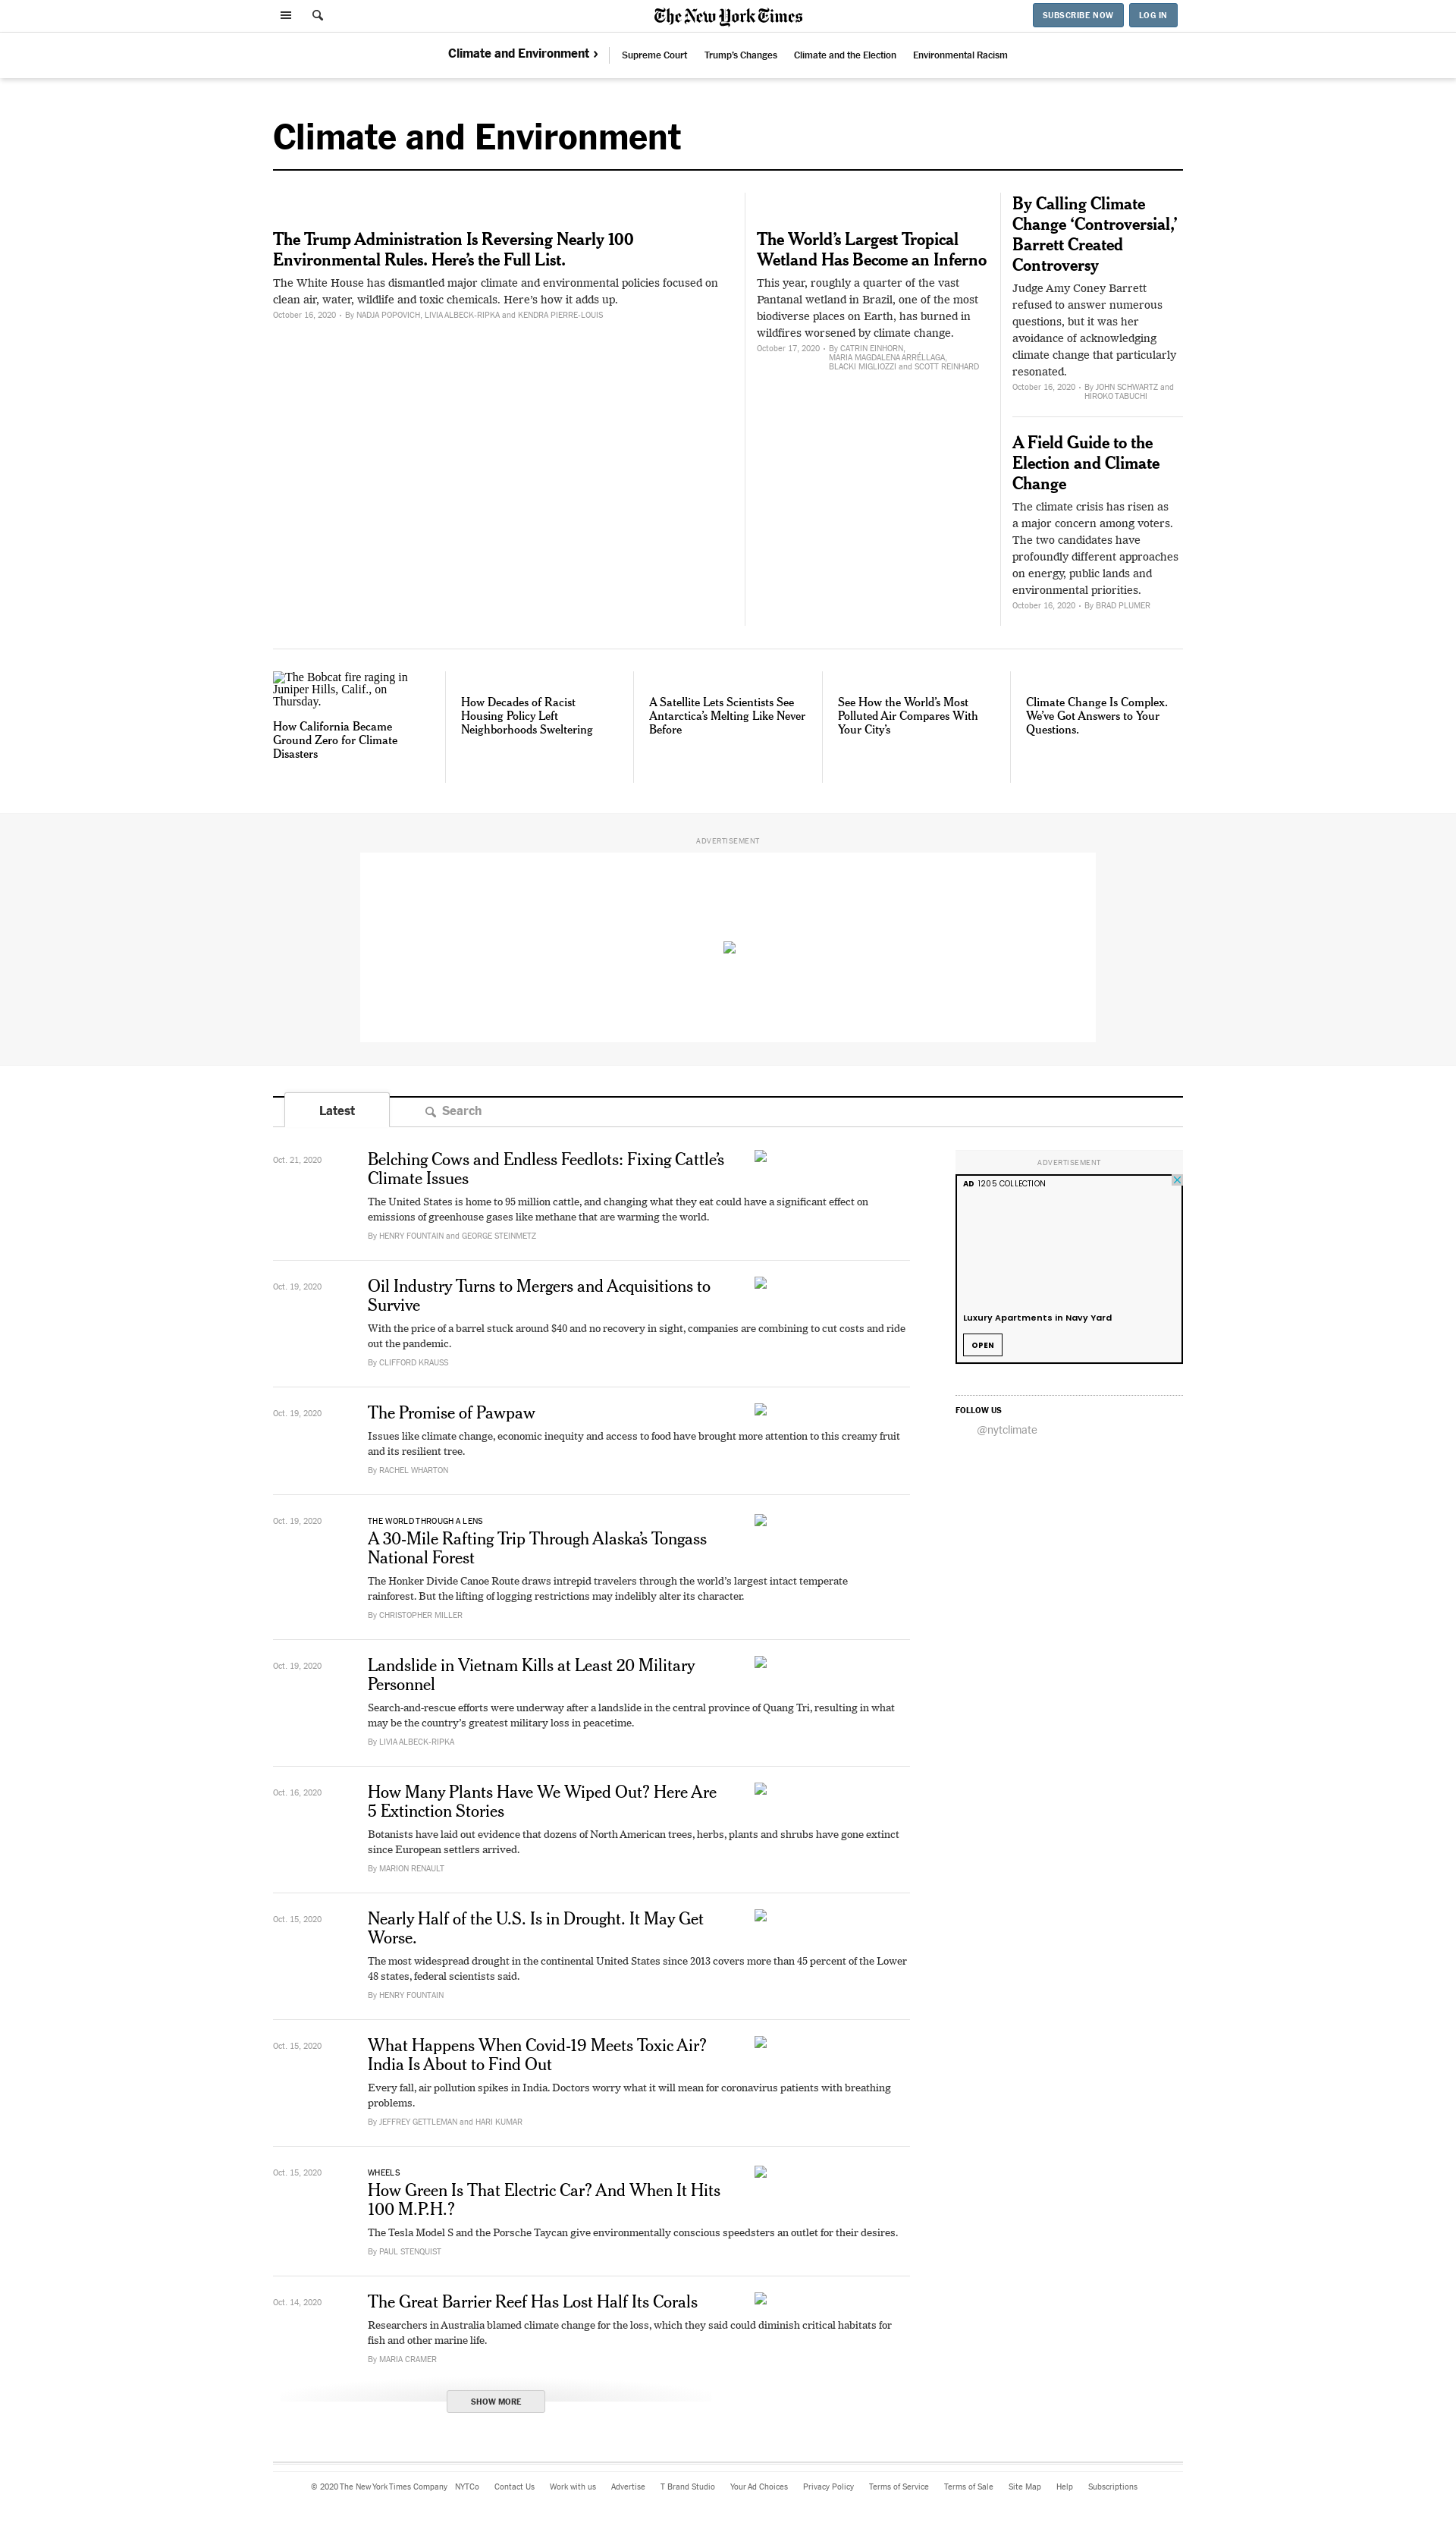 The New York Times
SUBSCRIBE NOW
LOG IN
Climate and Environment ›
Supreme Court
Trump's Changes
Climate and the Election
Environmental Racism
Climate and Environment
The Trump Administration Is Reversing Nearly 100
Environmental Rules. Here's the Full List.
The White House has dismantled major climate and environmental policies focused on
clean air, water, wildlife and toxic chemicals. Here's how it adds up.
October 16, 2020 • By NADJA POPOVICH, LIVIA ALBECK-RIPKA and KENDRA PIERRE-LOUIS
The World's Largest Tropical
Wetland Has Become an Inferno
This year, roughly a quarter of the vast
Pantanal wetland in Brazil, one of the most
biodiverse places on Earth, has burned in
wildfires worsened by climate change.
October 17, 2020 • By CATRIN EINHORN,
MARIA MAGDALENA ARRÉLLAGA,
BLACKI MIGLIOZZI and SCOTT REINHARD
By Calling Climate
Change ‘Controversial,’
Barrett Created
Controversy
Judge Amy Coney Barrett
refused to answer numerous
questions, but it was her
avoidance of acknowledging
climate change that particularly
resonated.
October 16, 2020 • By JOHN SCHWARTZ and
HIROKO TABUCHI
A Field Guide to the
Election and Climate
Change
The climate crisis has risen as
a major concern among voters.
The two candidates have
profoundly different approaches
on energy, public lands and
environmental priorities.
October 16, 2020 • By BRAD PLUMER
The Bobcat fire raging in
Juniper Hills, Calif., on
Thursday.
How California Became
Ground Zero for Climate
Disasters
How Decades of Racist
Housing Policy Left
Neighborhoods Sweltering
A Satellite Lets Scientists See
Antarctica's Melting Like Never
Before
See How the World's Most
Polluted Air Compares With
Your City's
Climate Change Is Complex.
We've Got Answers to Your
Questions.
ADVERTISEMENT
Latest
Search
Oct. 21, 2020
Belching Cows and Endless Feedlots: Fixing Cattle's
Climate Issues
The United States is home to 95 million cattle, and changing what they eat could have a significant effect on
emissions of greenhouse gases like methane that are warming the world.
By HENRY FOUNTAIN and GEORGE STEINMETZ
ADVERTISEMENT
AD 1205 COLLECTION
Luxury Apartments in Navy Yard
OPEN
FOLLOW US
@nytclimate
Oct. 19, 2020
Oil Industry Turns to Mergers and Acquisitions to
Survive
With the price of a barrel stuck around $40 and no recovery in sight, companies are combining to cut costs and ride
out the pandemic.
By CLIFFORD KRAUSS
Oct. 19, 2020
The Promise of Pawpaw
Issues like climate change, economic inequity and access to food have brought more attention to this creamy fruit
and its resilient tree.
By RACHEL WHARTON
Oct. 19, 2020
THE WORLD THROUGH A LENS
A 30-Mile Rafting Trip Through Alaska's Tongass
National Forest
The Honker Divide Canoe Route draws intrepid travelers through the world's largest intact temperate
rainforest. But the lifting of logging restrictions may indelibly alter its character.
By CHRISTOPHER MILLER
Oct. 19, 2020
Landslide in Vietnam Kills at Least 20 Military
Personnel
Search-and-rescue efforts were underway after a landslide in the central province of Quang Tri, resulting in what
may be the country's greatest military loss in peacetime.
By LIVIA ALBECK-RIPKA
Oct. 16, 2020
How Many Plants Have We Wiped Out? Here Are
5 Extinction Stories
Botanists have laid out evidence that dozens of North American trees, herbs, plants and shrubs have gone extinct
since European settlers arrived.
By MARION RENAULT
Oct. 15, 2020
Nearly Half of the U.S. Is in Drought. It May Get
Worse.
The most widespread drought in the continental United States since 2013 covers more than 45 percent of the Lower
48 states, federal scientists said.
By HENRY FOUNTAIN
Oct. 15, 2020
What Happens When Covid-19 Meets Toxic Air?
India Is About to Find Out
Every fall, air pollution spikes in India. Doctors worry what it will mean for coronavirus patients with breathing
problems.
By JEFFREY GETTLEMAN and HARI KUMAR
Oct. 15, 2020
WHEELS
How Green Is That Electric Car? And When It Hits
100 M.P.H.?
The Tesla Model S and the Porsche Taycan give environmentally conscious speedsters an outlet for their desires.
By PAUL STENQUIST
Oct. 14, 2020
The Great Barrier Reef Has Lost Half Its Corals
Researchers in Australia blamed climate change for the loss, which they said could diminish critical habitats for
fish and other marine life.
By MARIA CRAMER
SHOW MORE
© 2020 The New York Times Company NYTCo Contact Us Work with us Advertise T Brand Studio Your Ad Choices Privacy Policy Terms of Service Terms of Sale Site Map Help Subscriptions